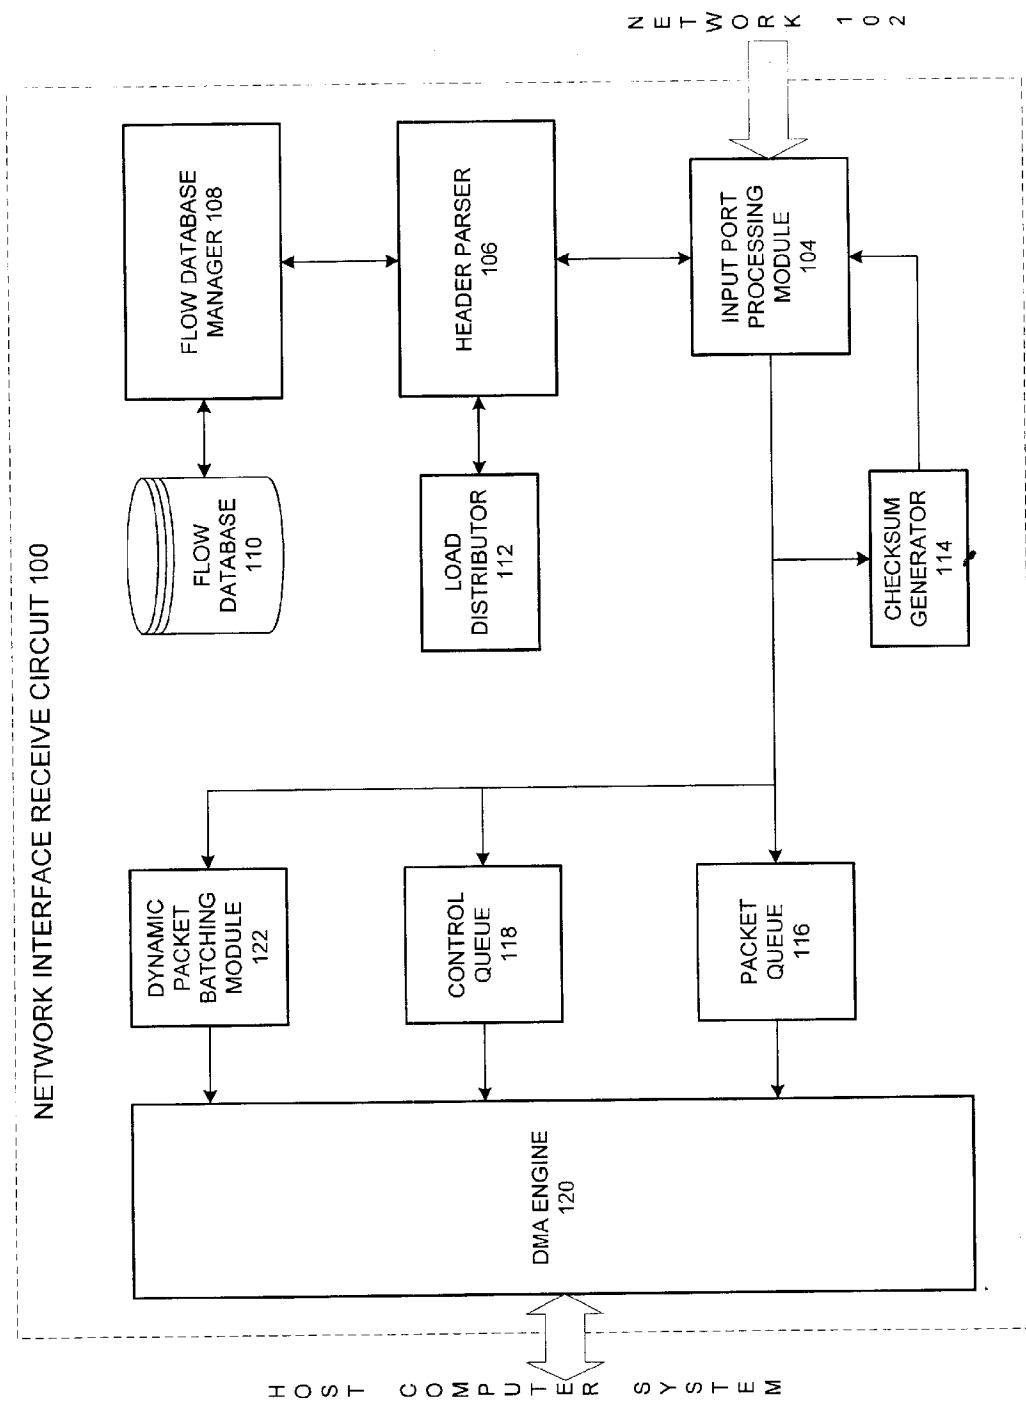 NETWORK INTERFACE RECEIVE CIRCUIT 100
HOST COMPUTER SYSTEM
DMA ENGINE
120
DYNAMIC
PACKET
BATCHING
MODULE
122
CONTROL
QUEUE
118
PACKET
QUEUE
116
FLOW
DATABASE
110
LOAD
DISTRIBUTOR
112
CHECKSUM
GENERATOR
114
FLOW DATABASE
MANAGER 108
HEADER PARSER
106
INPUT PORT
PROCESSING
MODULE
104
NETWORK 102